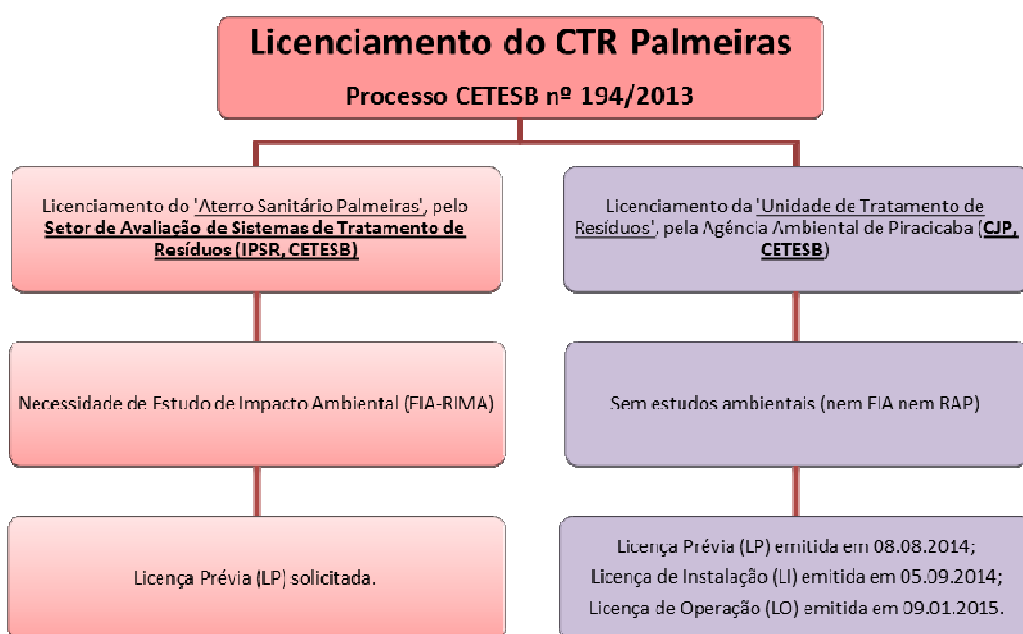 Licenciamento do CTR Palmeiras
Processo CETESB nº 194/2013
Licenciamento do 'Aterro Sanitário Palmeiras', pelo
Setor de Avaliação de Sistemas de Tratamento de
Resíduos (IPSR, CETESB)
Licenciamento da 'Unidade de Tratamento de
Resíduos', pela Agência Ambiental de Piracicaba (CJP,
CETESB)
Necessidade de Estudo de Impacto Ambiental (EIA-RIMA)
Sem estudos ambientais (nem EIA nem RAP)
Licença Prévia (LP) solicitada.
Licença Prévia (LP) emitida em 08.08.2014;
Licença de Instalação (LI) emitida em 05.09.2014;
Licença de Operação (LO) emitida em 09.01.2015.